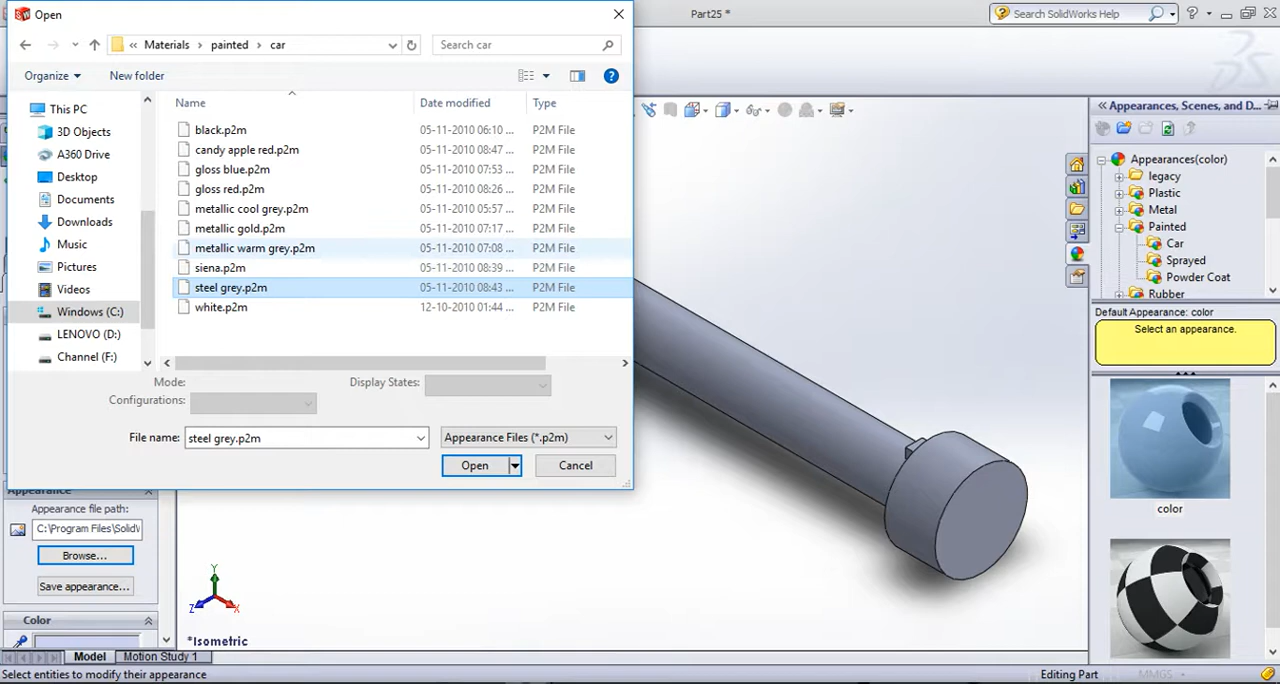 Open
Part25 *
Search SolidWorks Help
« Materials > painted > car
Search car
Organize
New folder
This PC
3D Objects
A360 Drive
Desktop
Documents
Downloads
Music
Pictures
Videos
Windows (C:)
LENOVO (D:)
Channel (F:)
Name Date modified Type
black.p2m 05-11-2010 06:10 ... P2M File
candy apple red.p2m 05-11-2010 08:47 ... P2M File
gloss blue.p2m 05-11-2010 07:53 ... P2M File
gloss red.p2m 05-11-2010 08:26 ... P2M File
metallic cool grey.p2m 05-11-2010 05:57 ... P2M File
metallic gold.p2m 05-11-2010 07:17 ... P2M File
metallic warm grey.p2m 05-11-2010 07:08 ... P2M File
siena.p2m 05-11-2010 08:39 ... P2M File
steel grey.p2m 05-11-2010 08:43 ... P2M File
white.p2m 12-10-2010 01:44 ... P2M File
Mode:
Configurations:
Display States:
File name: steel grey.p2m
Appearance Files (*.p2m)
Open
Cancel
Appearance
Appearance file path:
C:\Program Files\SolidW
Browse...
Save appearance...
Color
*Isometric
Z Y X
Model
Motion Study 1
Select entities to modify their appearance
Editing Part
MMGS
« Appearances, Scenes, and D...
Appearances(color)
legacy
Plastic
Metal
Painted
Car
Sprayed
Powder Coat
Rubber
Default Appearance: color
Select an appearance.
color